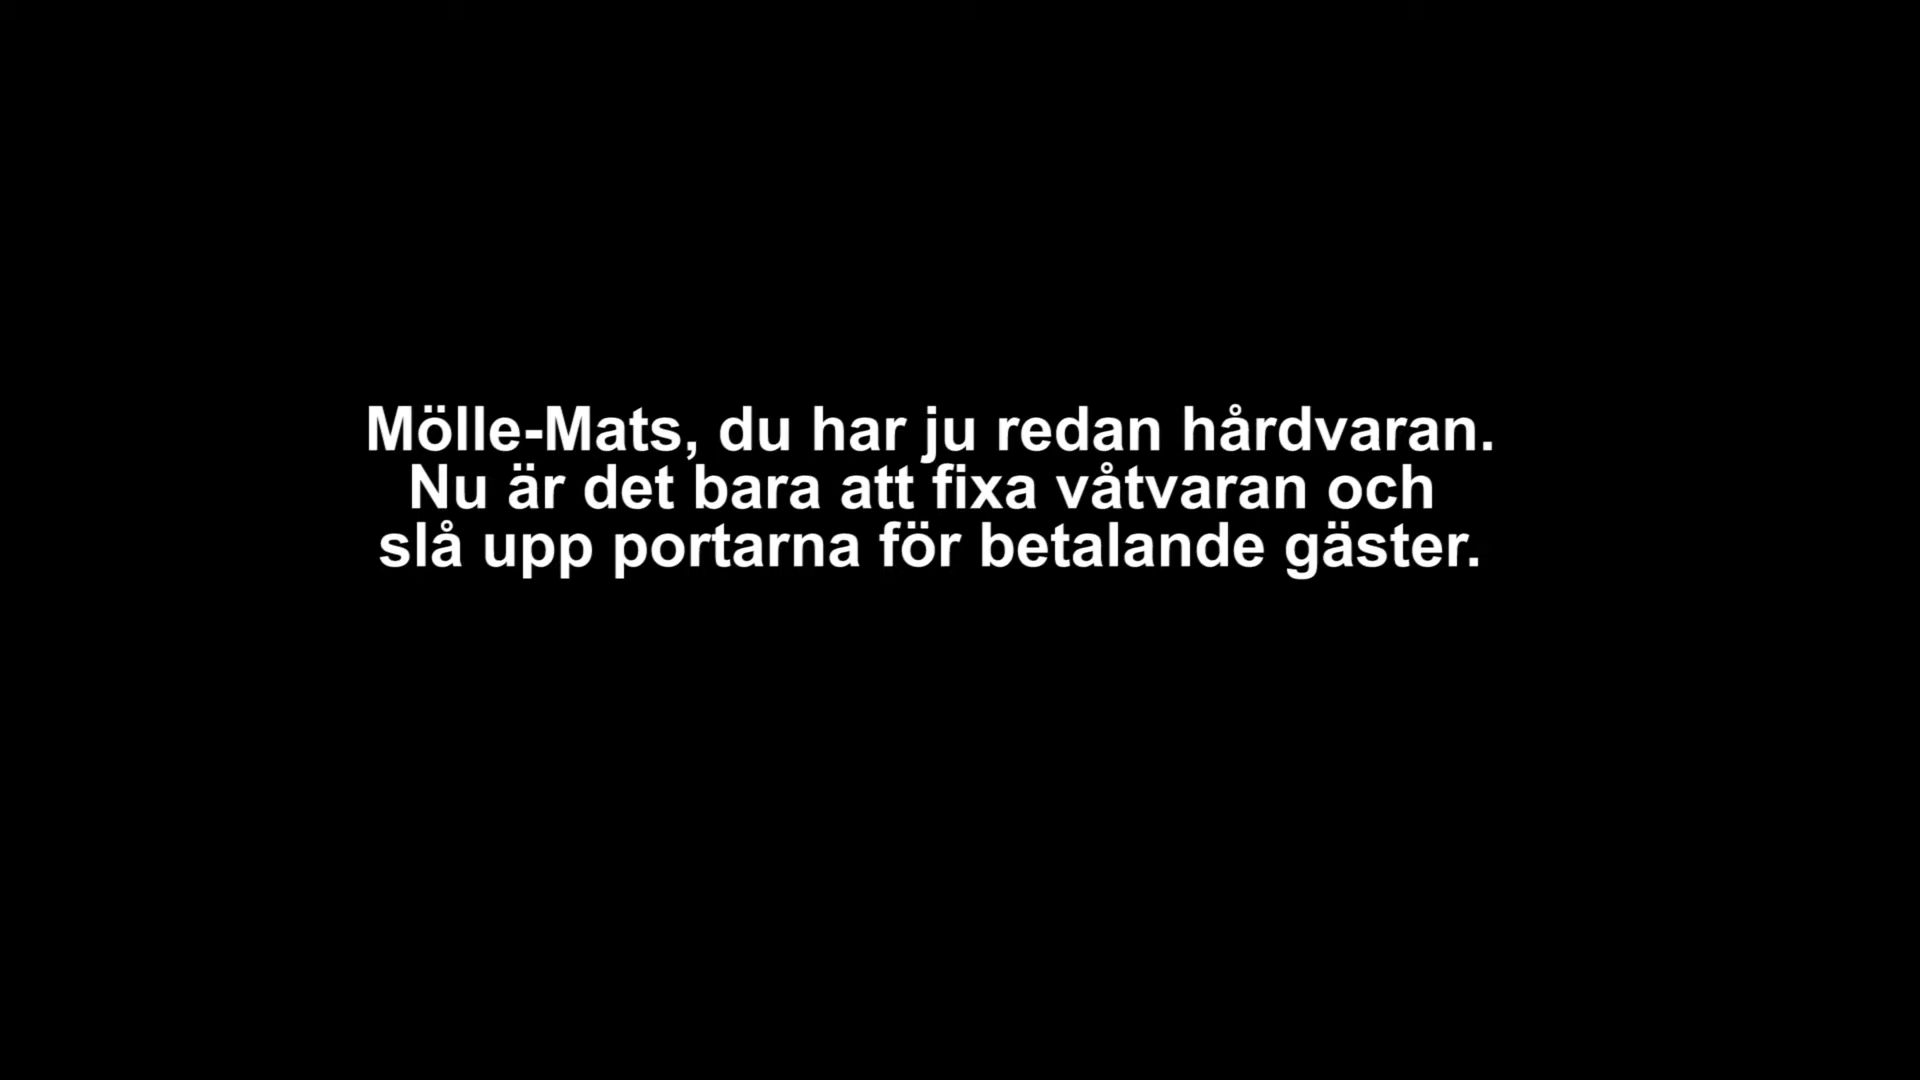 Mölle-Mats, du har ju redan hårdvaran.
Nu är det bara att fixa våtvaran och
slå upp portarna för betalande gäster.